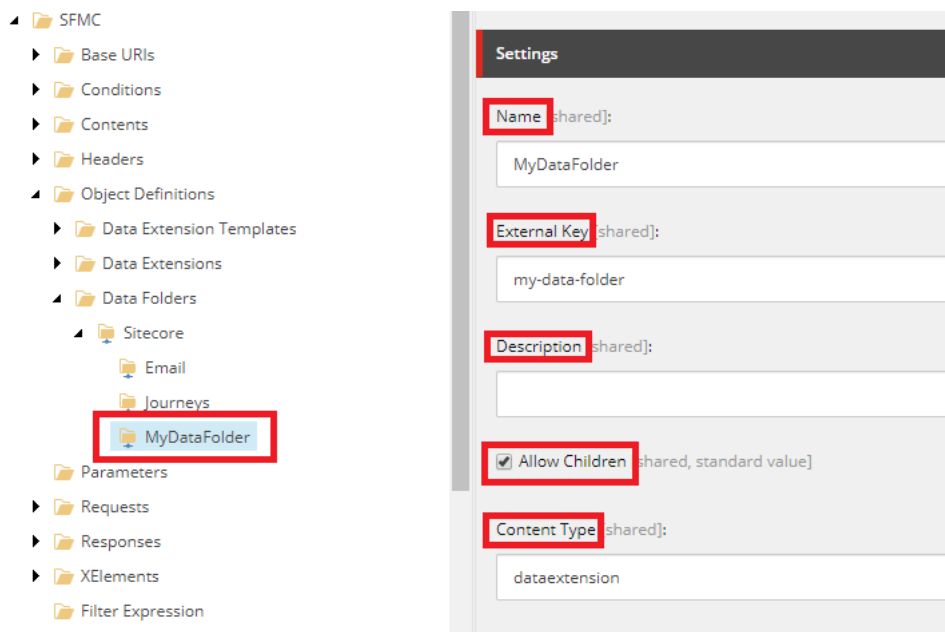 SFMC
Base URIs
Conditions
Contents
Headers
Object Definitions
Data Extension Templates
Data Extensions
Data Folders
Sitecore
Email
Journeys
MyDataFolder
Parameters
Requests
Responses
XElements
Filter Expression
Settings
Name shared]:
MyDataFolder
External Key shared]:
my-data-folder
Description shared]:
Allow Children shared, standard value]
Content Type shared]:
dataextension